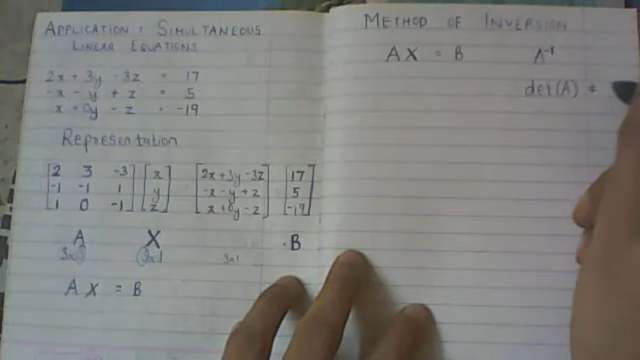 APPLICATION : SIMULTANEOUS
LINEAR EQUATIONS
2x + 3y - 3z = 17
-x - y + z = 5
x + 0y - z = -19
Representation
[2 3 -3] [x] [2x+3y-3z] [17]
[-1 -1 1] [y] [-x-y+z] [5]
[1 0 -1] [z] [x+0y-z] [-19]
A X B
3x3 3x1 3x1
A X = B
METHOD OF INVERSION
AX = B A⁻¹
det(A) ≠